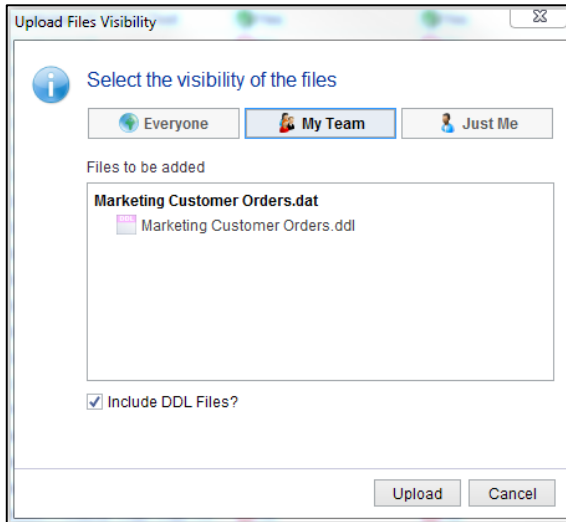 Upload Files Visibility
Select the visibility of the files
Everyone
My Team
Just Me
Files to be added
Marketing Customer Orders.dat
DDL
Marketing Customer Orders.ddl
Include DDL Files?
Upload
Cancel